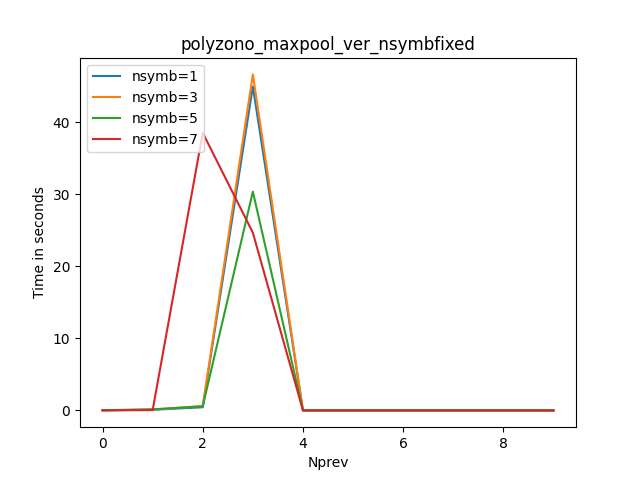 polyzono_maxpool_ver_nsymbfixed
nsymb=1
nsymb=3
nsymb=5
nsymb=7
Time in seconds
40
30
20
10
0
0 2 4 6 8
Nprev